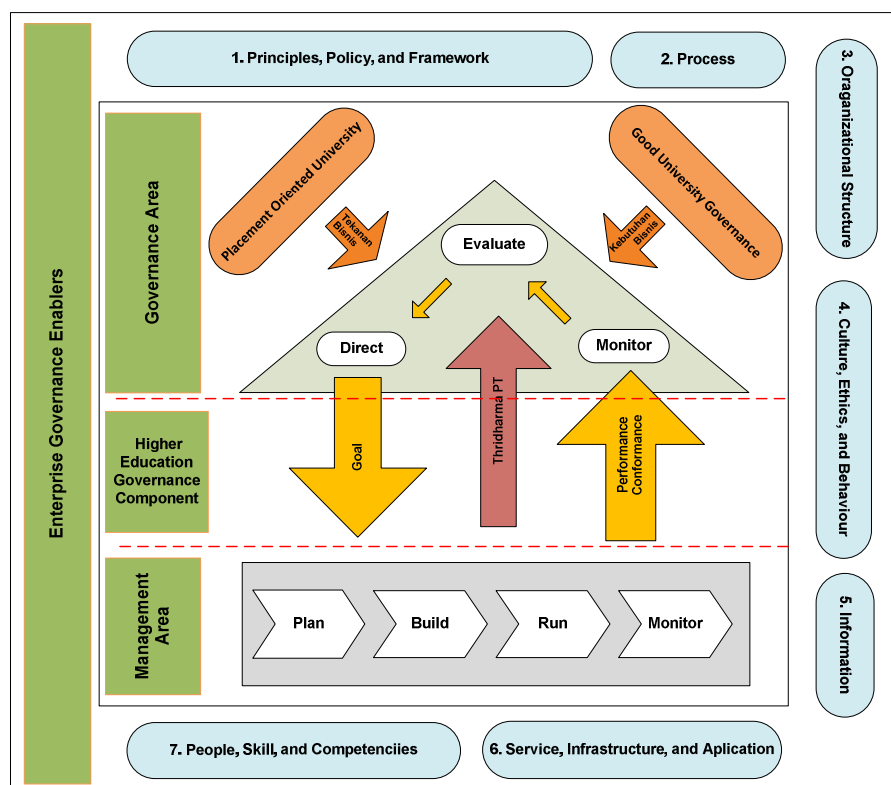 1. Principles, Policy, and Framework
2. Process
3. Oraganizational Structure
4. Culture, Ethics, and Behaviour
5. Information
Enterprise Governance Enablers
Governance Area
Placement Oriented University
Good University Governance
Tekanan
Bisnis
Kebutuhan
Bisnis
Evaluate
Direct
Monitor
Higher
Education
Governance
Component
Goal
Thridharma PT
Performance
Conformance
Management
Area
Plan
Build
Run
Monitor
7. People, Skill, and Competenciies
6. Service, Infrastructure, and Aplication